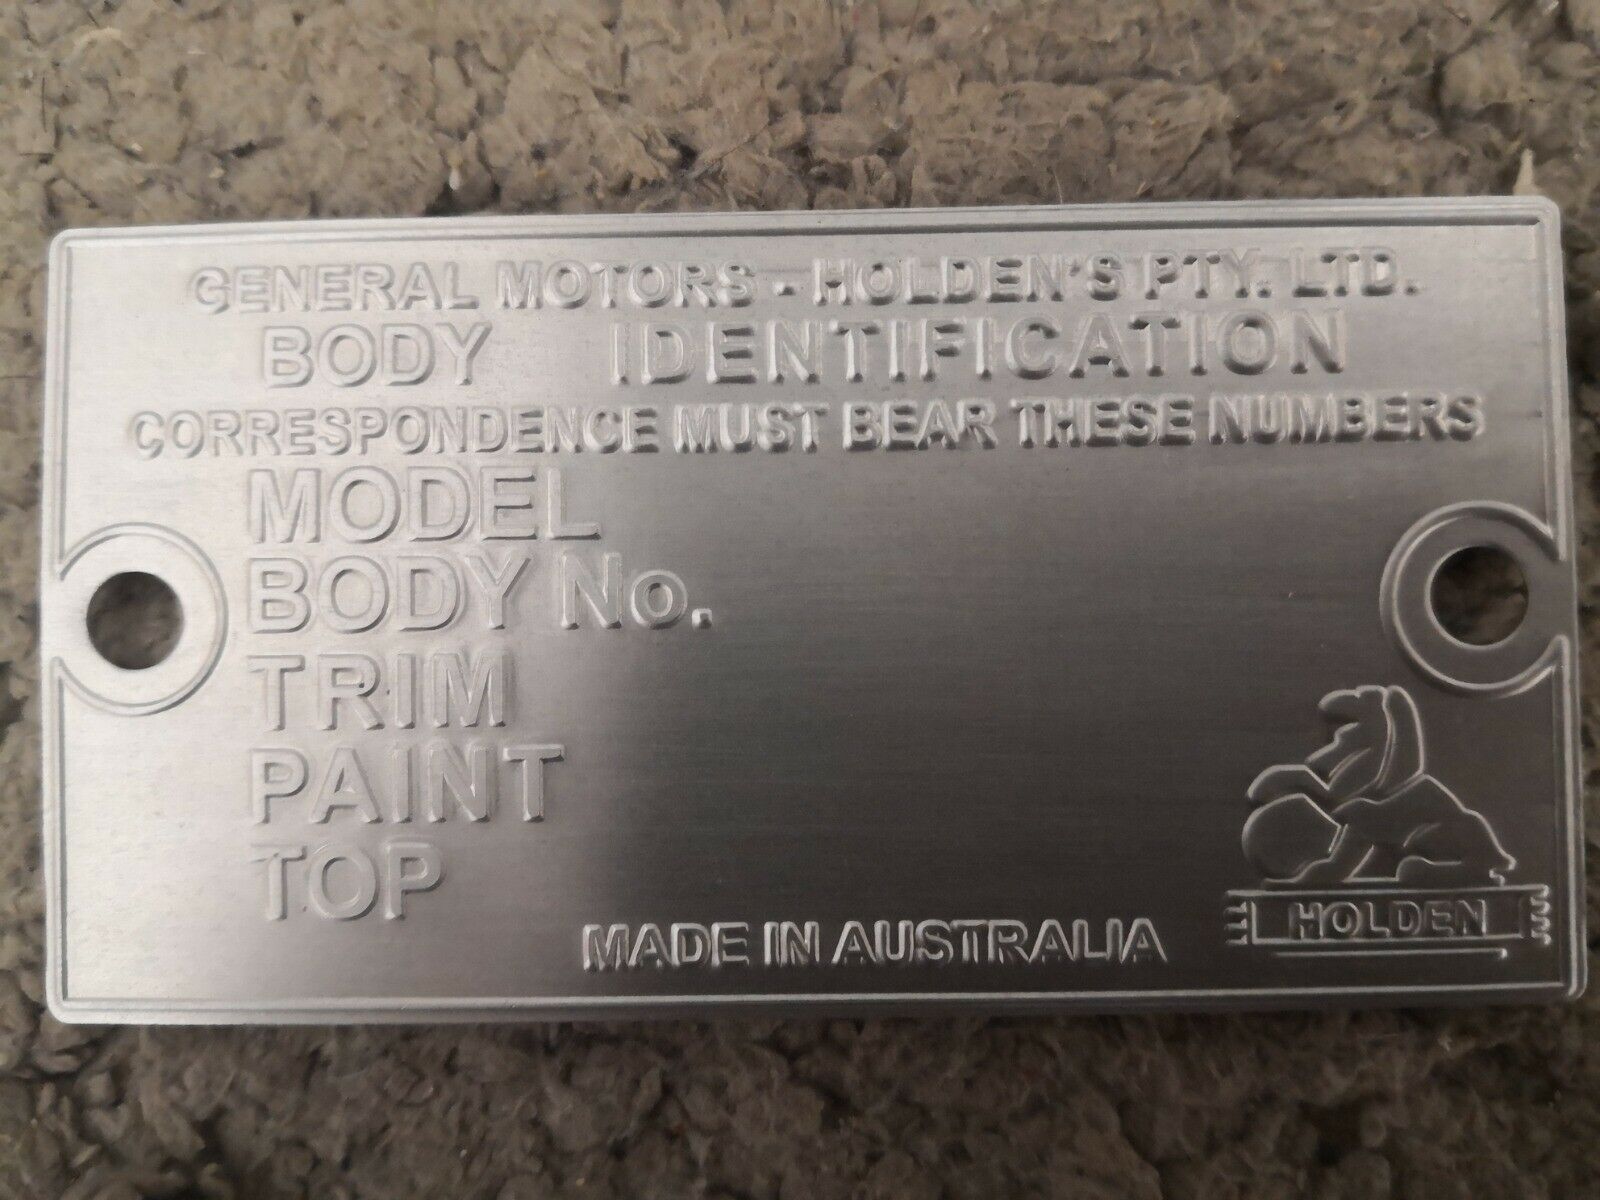 GENERAL MOTORS - HOLDEN'S PTY. LTD.
BODY IDENTIFICATION
CORRESPONDENCE MUST BEAR THESE NUMBERS
MODEL
BODY No.
TRIM
PAINT
TOP
MADE IN AUSTRALIA
HOLDEN